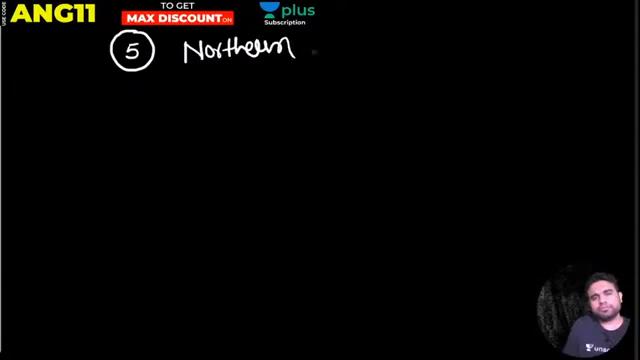 USE CODE
ANG11
TO GET
MAX DISCOUNT ON
plus
Subscription
5 Northern